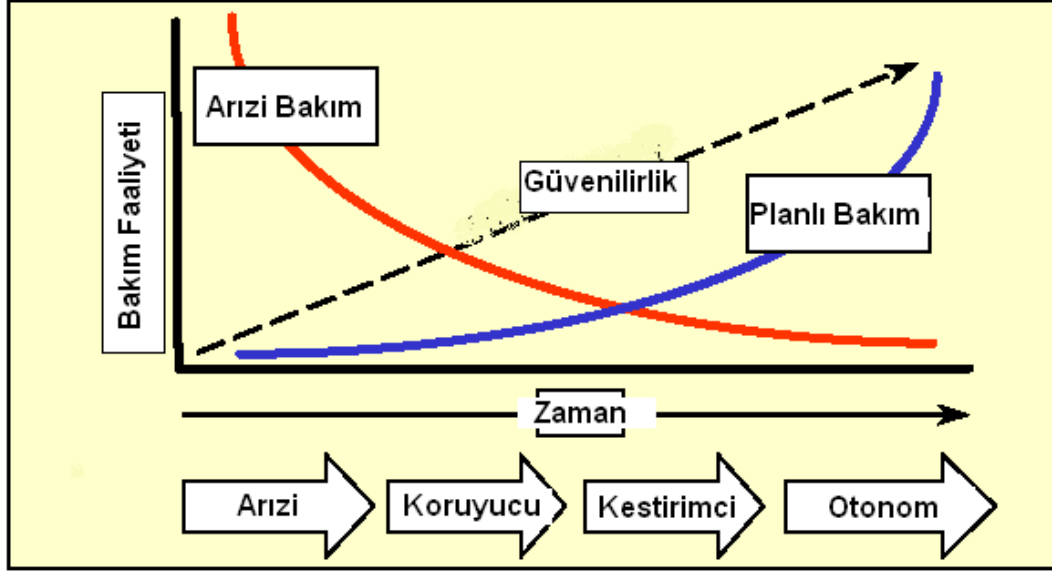 Arızi Bakım
Bakım Faaliyeti
Güvenilirlik
Planlı Bakım
Zaman
Arızi
Koruyucu
Kestirimci
Otonom